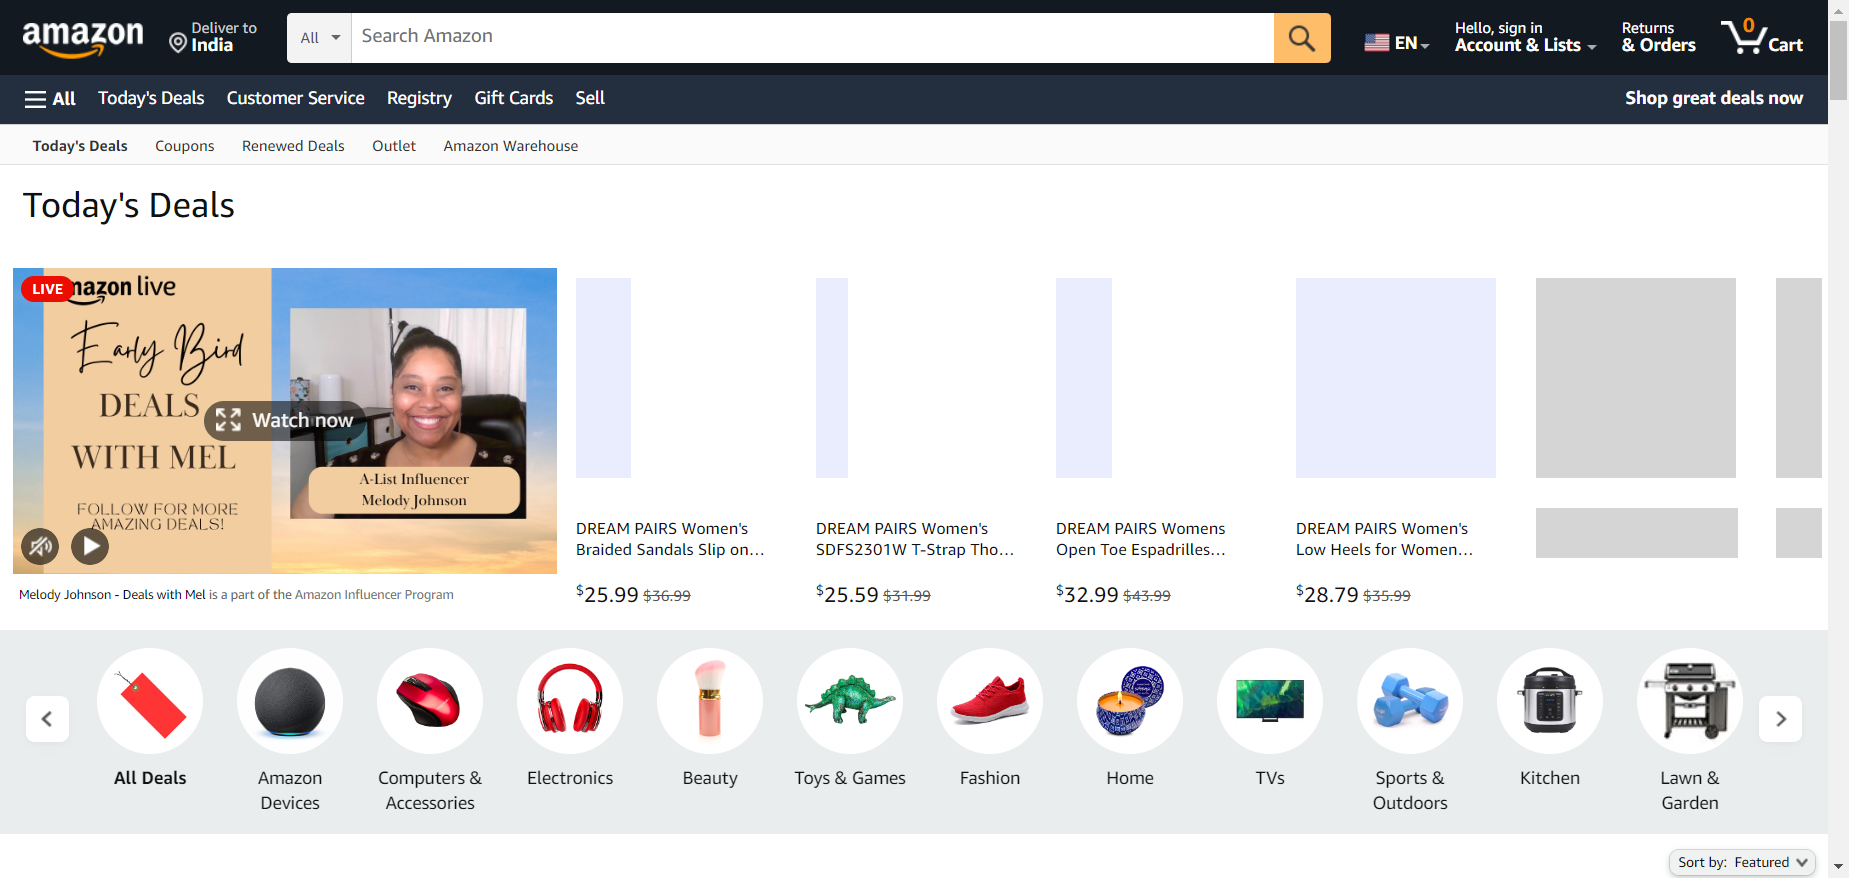 amazon
Deliver to
India
All
Search Amazon
EN
Hello, sign in
Account & Lists
Returns
& Orders
0
Cart
All
Today's Deals
Customer Service
Registry
Gift Cards
Sell
Shop great deals now
Today's Deals
Coupons
Renewed Deals
Outlet
Amazon Warehouse
Today's Deals
LIVE
mazon live
Early Bird
DEALS
WITH MEL
FOLLOW FOR MORE
AMAZING DEALS!
Watch now
A-List Influencer
Melody Johnson
Melody Johnson - Deals with Mel is a part of the Amazon Influencer Program
DREAM PAIRS Women's
Braided Sandals Slip on...
$25.99 $36.99
DREAM PAIRS Women's
SDFS2301W T-Strap Tho...
$25.59 $31.99
DREAM PAIRS Womens
Open Toe Espadrilles...
$32.99 $43.99
DREAM PAIRS Women's
Low Heels for Women...
$28.79 $35.99
All Deals
Amazon
Devices
Computers &
Accessories
Electronics
Beauty
Toys & Games
Fashion
Home
TVs
Sports &
Outdoors
Kitchen
Lawn &
Garden
Sort by: Featured